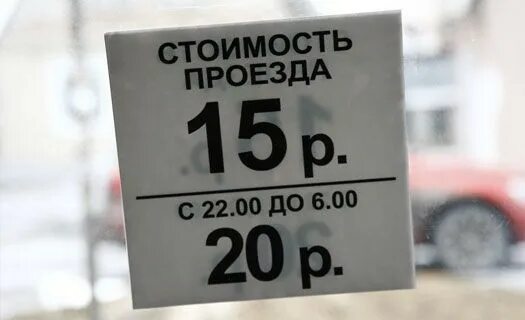 СТОИМОСТЬ
ПРОЕЗДА
15 р.
С 22.00 ДО 6.00
20 р.